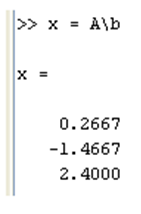 >> x = A\b
x =
0.2667
-1.4667
2.4000